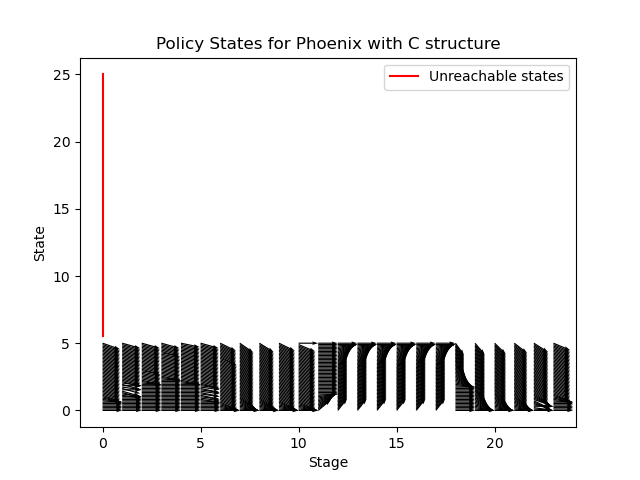 Policy States for Phoenix with C structure
Unreachable states
25
20
15
10
5
0
State
0 5 10 15 20
Stage